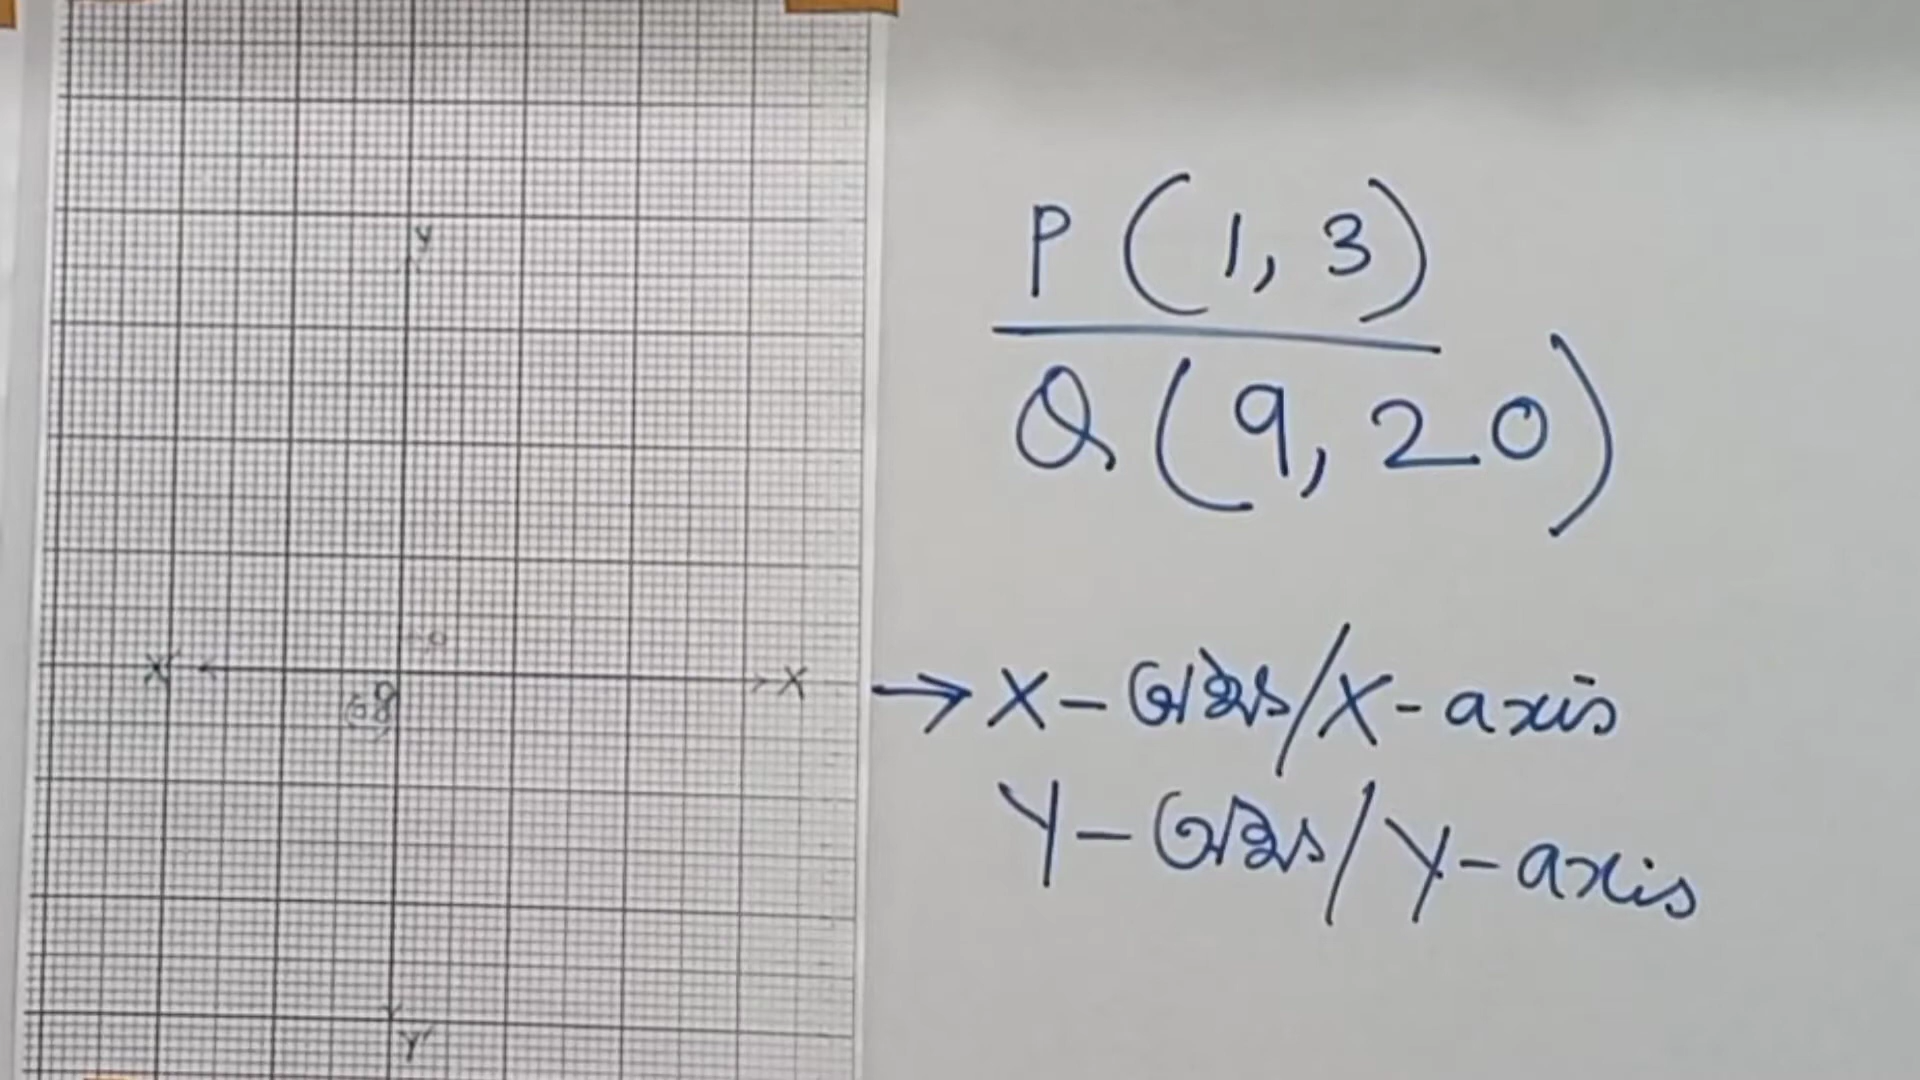 P (1, 3)
Q (9, 20)
Y
X' X
Y'
→ X – অক্ষ / X - axis
Y – অক্ষ / Y - axis